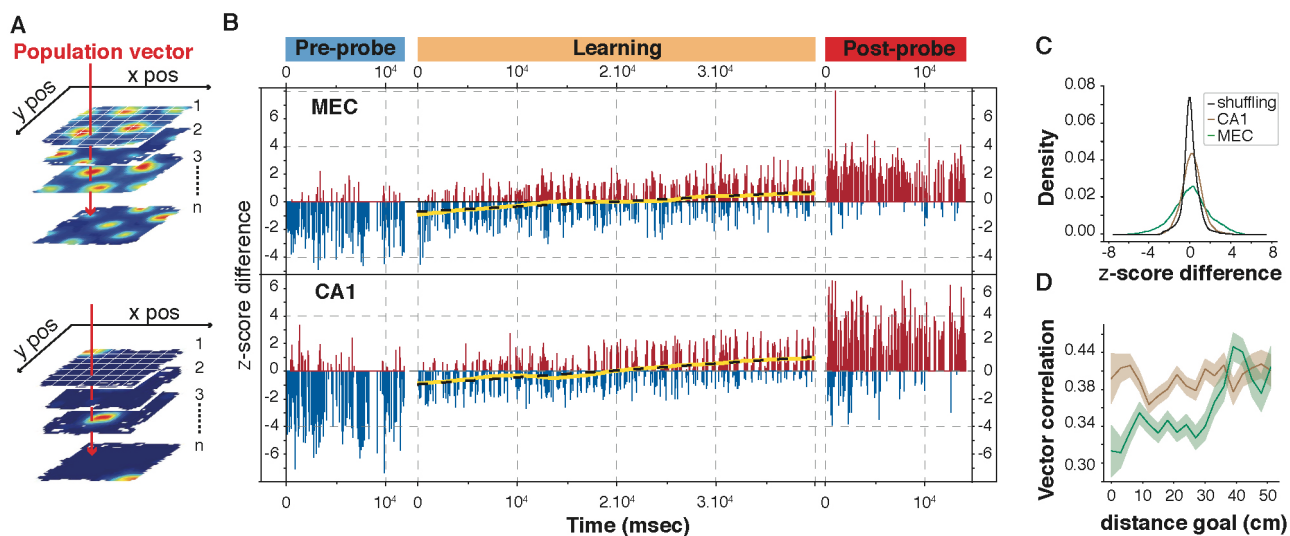 A
Population vector
x pos
y pos
1
2
3
n
x pos
y pos
1
2
3
n
B
Pre-probe Learning Post-probe
0 10⁴ 0 10⁴ 2.10⁴ 3.10⁴ 0 10⁴
MEC
6 6
4 4
2 2
0 0
-2 -2
-4 -4
z-score difference
CA1
6 6
4 4
2 2
0 0
-2 -2
-4 -4
-6 -6
0 10⁴ 0 10⁴ 2.10⁴ 3.10⁴ 0 10⁴
Time (msec)
C
0.08
0.06
0.04
0.02
0.00
Density
shuffling
CA1
MEC
-8 -4 0 4 8
z-score difference
D
0.44
0.38
0.34
0.30
Vector correlation
0 10 20 30 40 50
distance goal (cm)